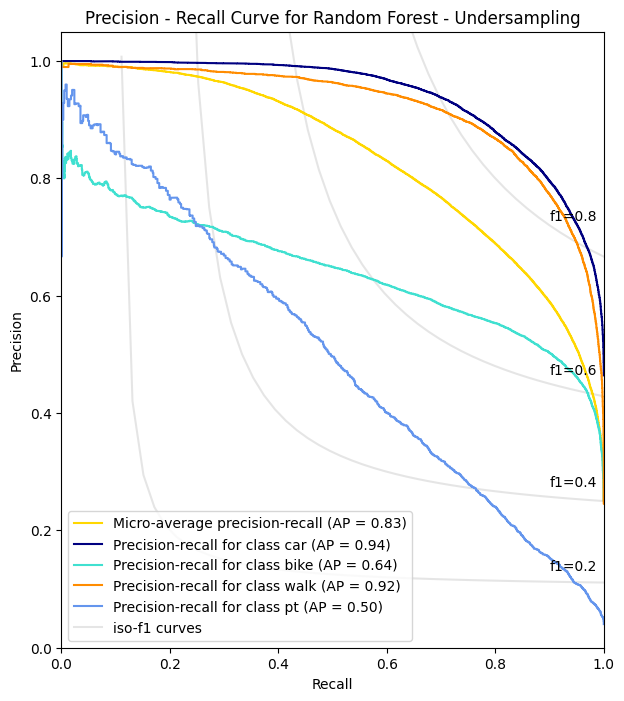 Precision - Recall Curve for Random Forest - Undersampling
1.0
0.8
0.6
0.4
0.2
0.0
Precision
f1=0.8
f1=0.6
f1=0.4
f1=0.2
Micro-average precision-recall (AP = 0.83)
Precision-recall for class car (AP = 0.94)
Precision-recall for class bike (AP = 0.64)
Precision-recall for class walk (AP = 0.92)
Precision-recall for class pt (AP = 0.50)
iso-f1 curves
0.0 0.2 0.4 0.6 0.8 1.0
Recall